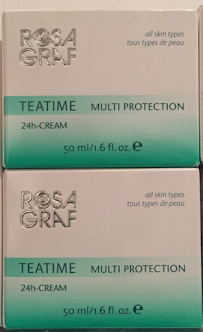 ROSA
GRAF
all skin types
tous types de peau
TEATIME MULTI PROTECTION
24h-CREAM
50 ml/1.6 fl. oz. e
ROSA
GRAF
all skin types
tous types de peau
TEATIME MULTI PROTECTION
24h-CREAM
50 ml/1.6 fl. oz. e